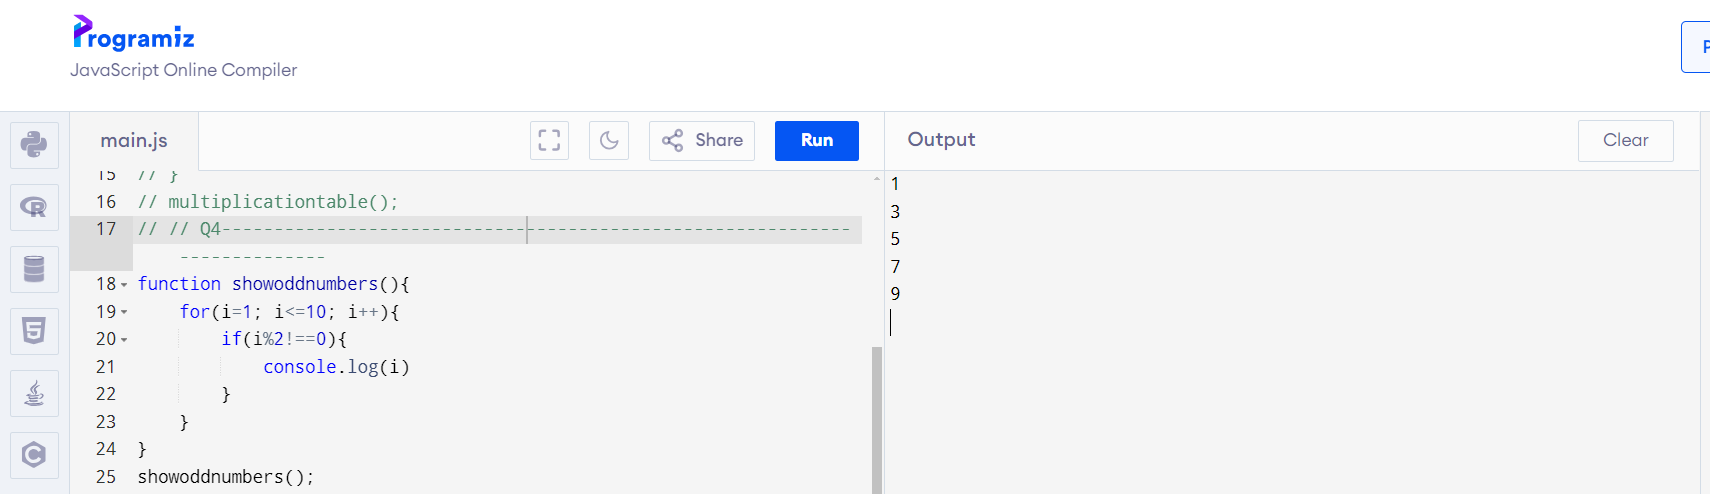 Programiz
JavaScript Online Compiler
P
main.js
Share
Run
Output
Clear
15 // }
16 // multiplicationtable();
17 // // Q4-------------------------------------------------------------
--------------
18 function showoddnumbers(){
19 for(i=1; i<=10; i++){
20 if(i%2!==0){
21 console.log(i)
22 }
23 }
24 }
25 showoddnumbers();
1
3
5
7
9